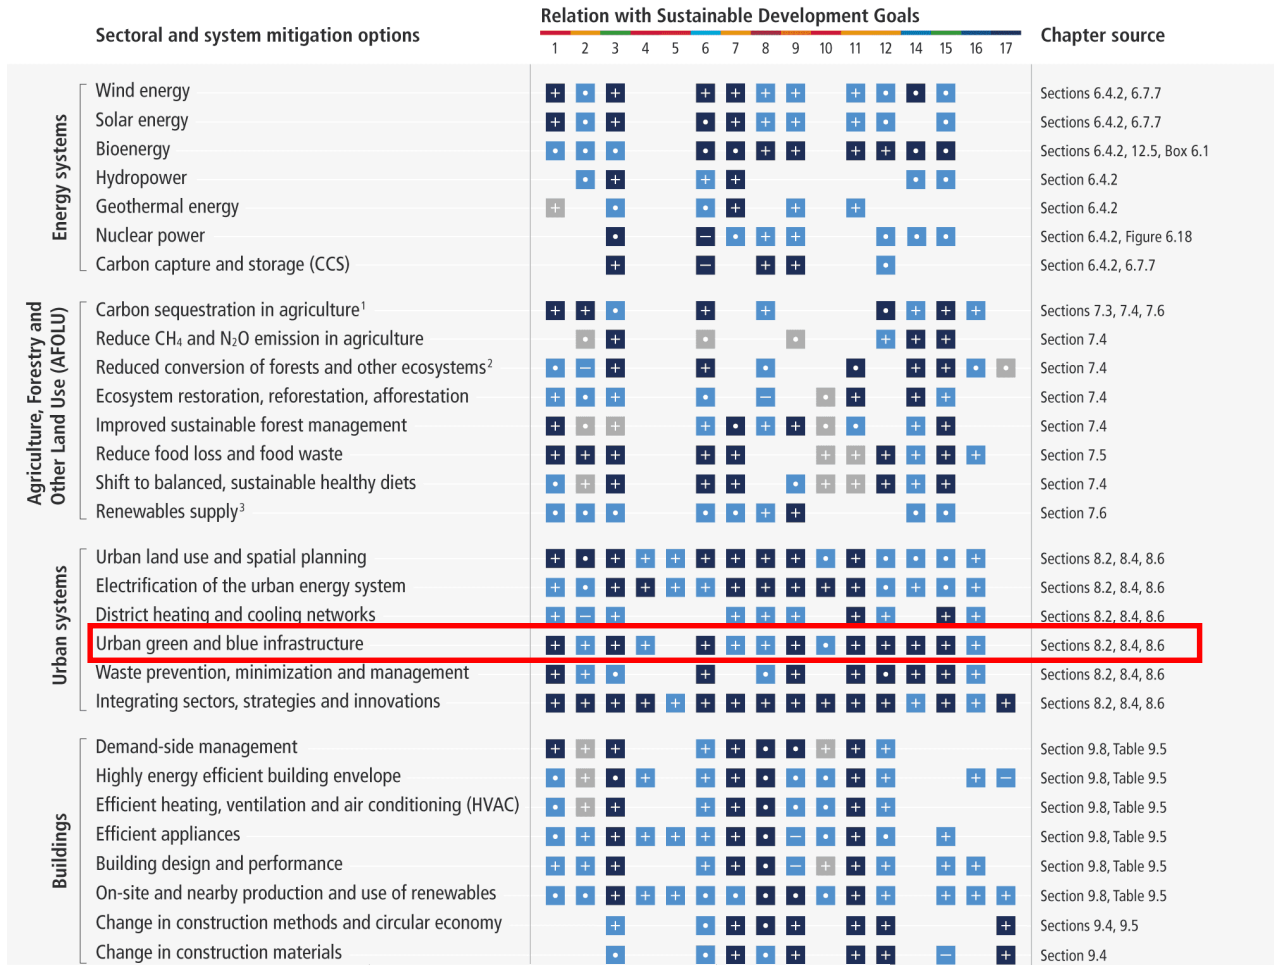 Relation with Sustainable Development Goals
Sectoral and system mitigation options
Chapter source
1 2 3 4 5 6 7 8 9 10 11 12 14 15 16 17
Energy systems
Wind energy Sections 6.4.2, 6.7.7
Solar energy Sections 6.4.2, 6.7.7
Bioenergy Sections 6.4.2, 12.5, Box 6.1
Hydropower Section 6.4.2
Geothermal energy Section 6.4.2
Nuclear power Section 6.4.2, Figure 6.18
Carbon capture and storage (CCS) Sections 6.4.2, 6.7.7
Agriculture, Forestry and
Other Land Use (AFOLU)
Carbon sequestration in agriculture¹ Sections 7.3, 7.4, 7.6
Reduce CH₄ and N₂O emission in agriculture Section 7.4
Reduced conversion of forests and other ecosystems² Section 7.4
Ecosystem restoration, reforestation, afforestation Section 7.4
Improved sustainable forest management Section 7.4
Reduce food loss and food waste Section 7.5
Shift to balanced, sustainable healthy diets Section 7.4
Renewables supply³ Section 7.6
Urban systems
Urban land use and spatial planning Sections 8.2, 8.4, 8.6
Electrification of the urban energy system Sections 8.2, 8.4, 8.6
District heating and cooling networks Sections 8.2, 8.4, 8.6
Urban green and blue infrastructure Sections 8.2, 8.4, 8.6
Waste prevention, minimization and management Sections 8.2, 8.4, 8.6
Integrating sectors, strategies and innovations Sections 8.2, 8.4, 8.6
Buildings
Demand-side management Section 9.8, Table 9.5
Highly energy efficient building envelope Section 9.8, Table 9.5
Efficient heating, ventilation and air conditioning (HVAC) Section 9.8, Table 9.5
Efficient appliances Section 9.8, Table 9.5
Building design and performance Section 9.8, Table 9.5
On-site and nearby production and use of renewables Section 9.8, Table 9.5
Change in construction methods and circular economy Sections 9.4, 9.5
Change in construction materials Section 9.4